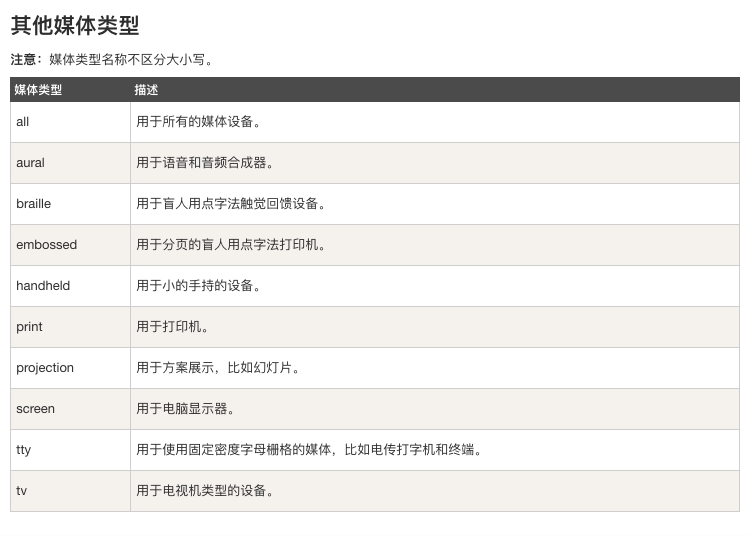 其他媒体类型
注意：媒体类型名称不区分大小写。
媒体类型 描述
all 用于所有的媒体设备。
aural 用于语音和音频合成器。
braille 用于盲人用点字法触觉回馈设备。
embossed 用于分页的盲人用点字法打印机。
handheld 用于小的手持的设备。
print 用于打印机。
projection 用于方案展示，比如幻灯片。
screen 用于电脑显示器。
tty 用于使用固定密度字母栅格的媒体，比如电传打字机和终端。
tv 用于电视机类型的设备。